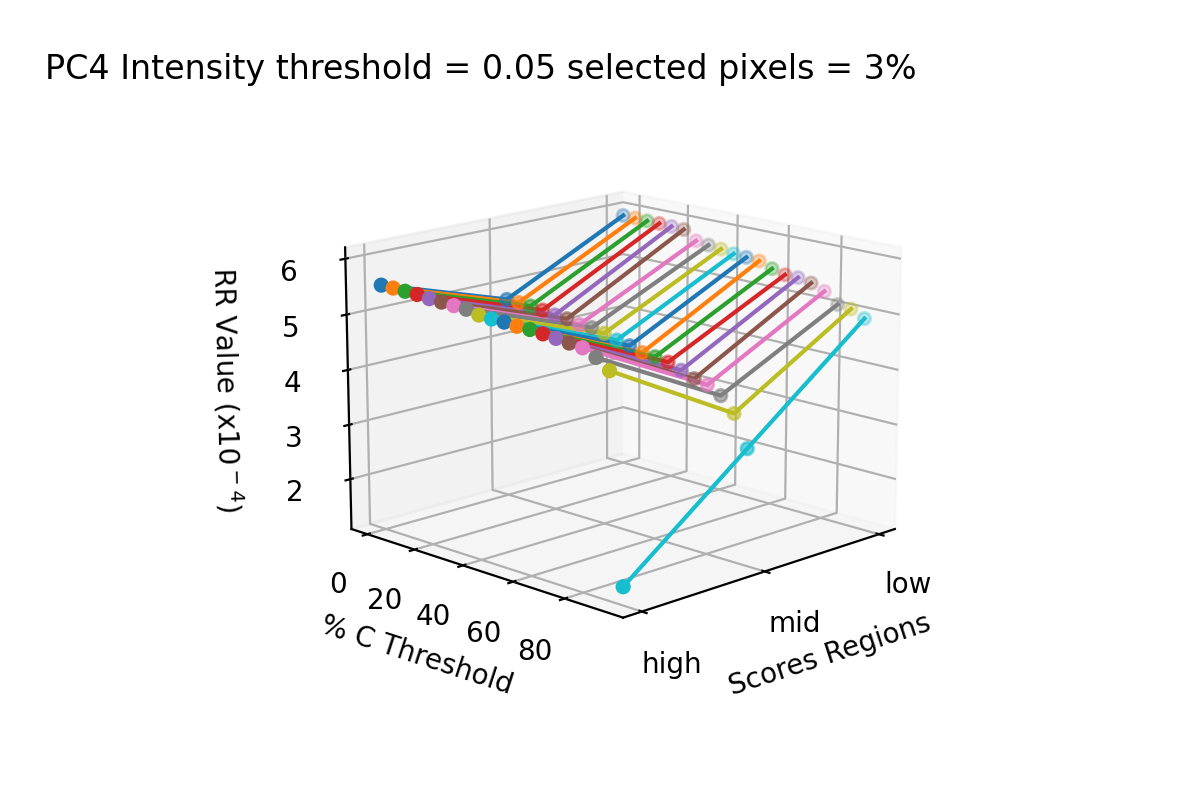 PC4 Intensity threshold = 0.05 selected pixels = 3%
RR Value (x10⁻⁴)
6
5
4
3
2
0
20
40
60
80
% C Threshold
high
mid
low
Scores Regions